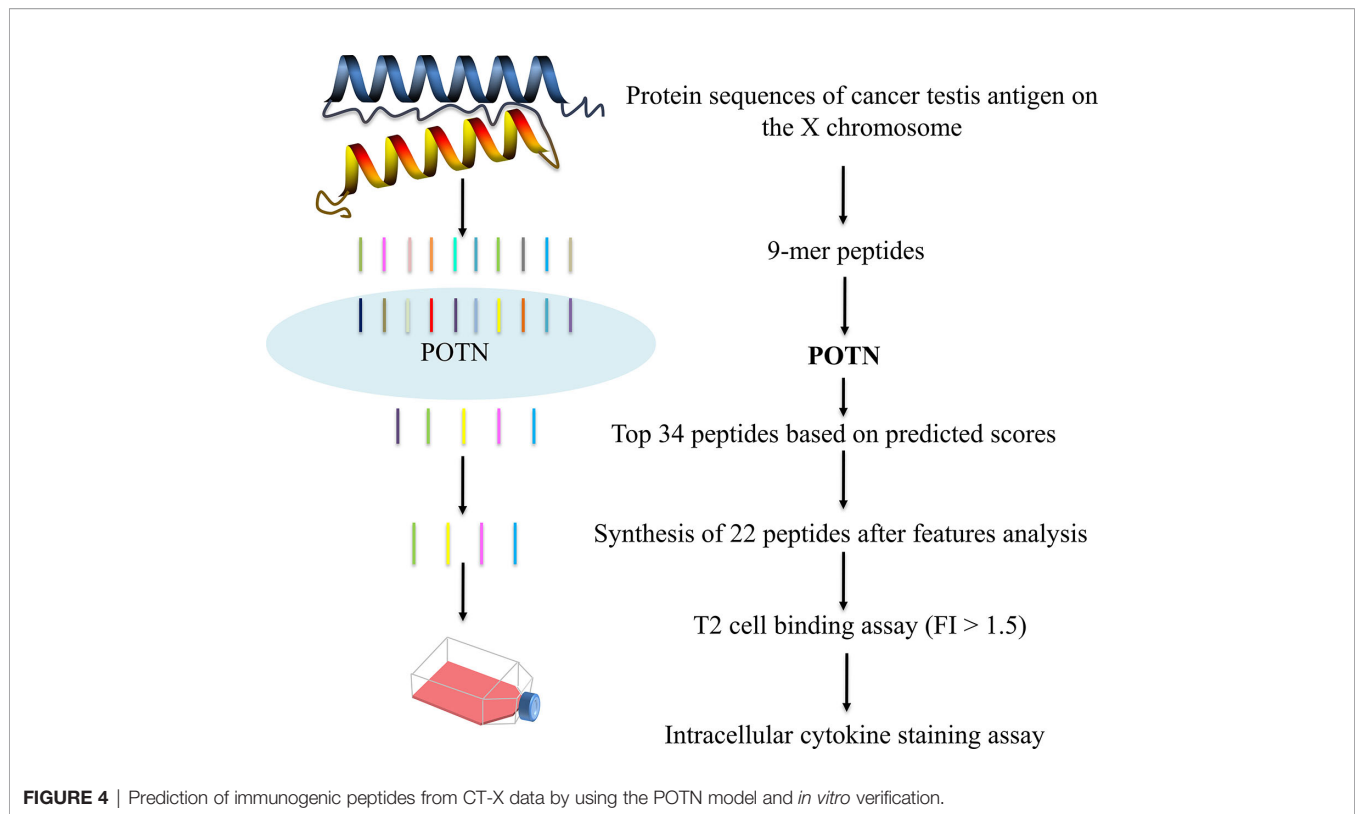 Protein sequences of cancer testis antigen on
the X chromosome
9-mer peptides
POTN
POTN
Top 34 peptides based on predicted scores
Synthesis of 22 peptides after features analysis
T2 cell binding assay (FI > 1.5)
Intracellular cytokine staining assay
FIGURE 4 | Prediction of immunogenic peptides from CT-X data by using the POTN model and in vitro verification.